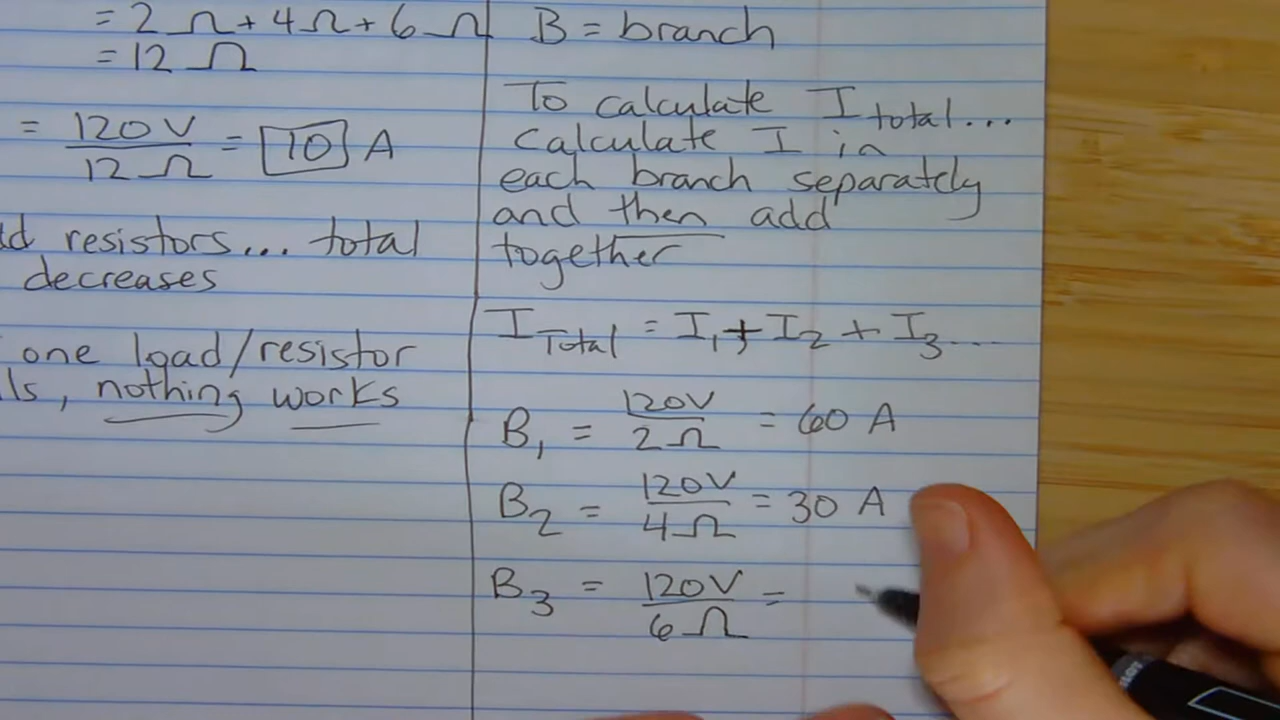 = 2 Ω + 4 Ω + 6 Ω
= 12 Ω
= 120 V / 12 Ω = 10 A
resistors... total
decreases
one load/resistor
, nothing works
B = branch
To calculate I total...
Calculate I in
each branch separately
and then add
together
I Total = I1 + I2 + I3 ...
B1 = 120V / 2 Ω = 60 A
B2 = 120V / 4 Ω = 30 A
B3 = 120V / 6 Ω =